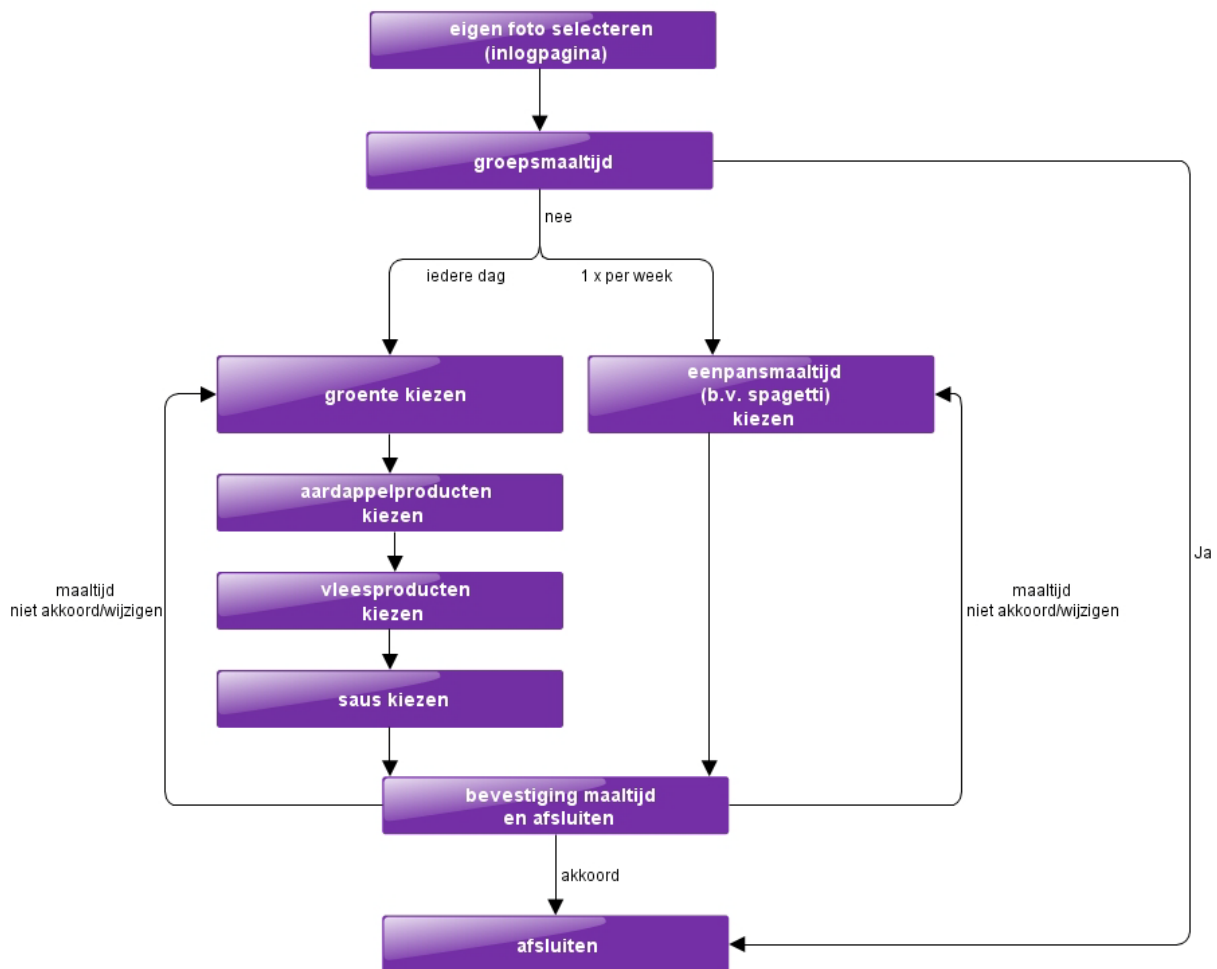 eigen foto selecteren
(inlogpagina)
groepsmaaltijd
nee
iedere dag
1 x per week
groente kiezen
eenpansmaaltijd
(b.v. spagetti)
kiezen
aardappelproducten
kiezen
Ja
maaltijd
niet akkoord/wijzigen
vleesproducten
kiezen
maaltijd
niet akkoord/wijzigen
saus kiezen
bevestiging maaltijd
en afsluiten
akkoord
afsluiten